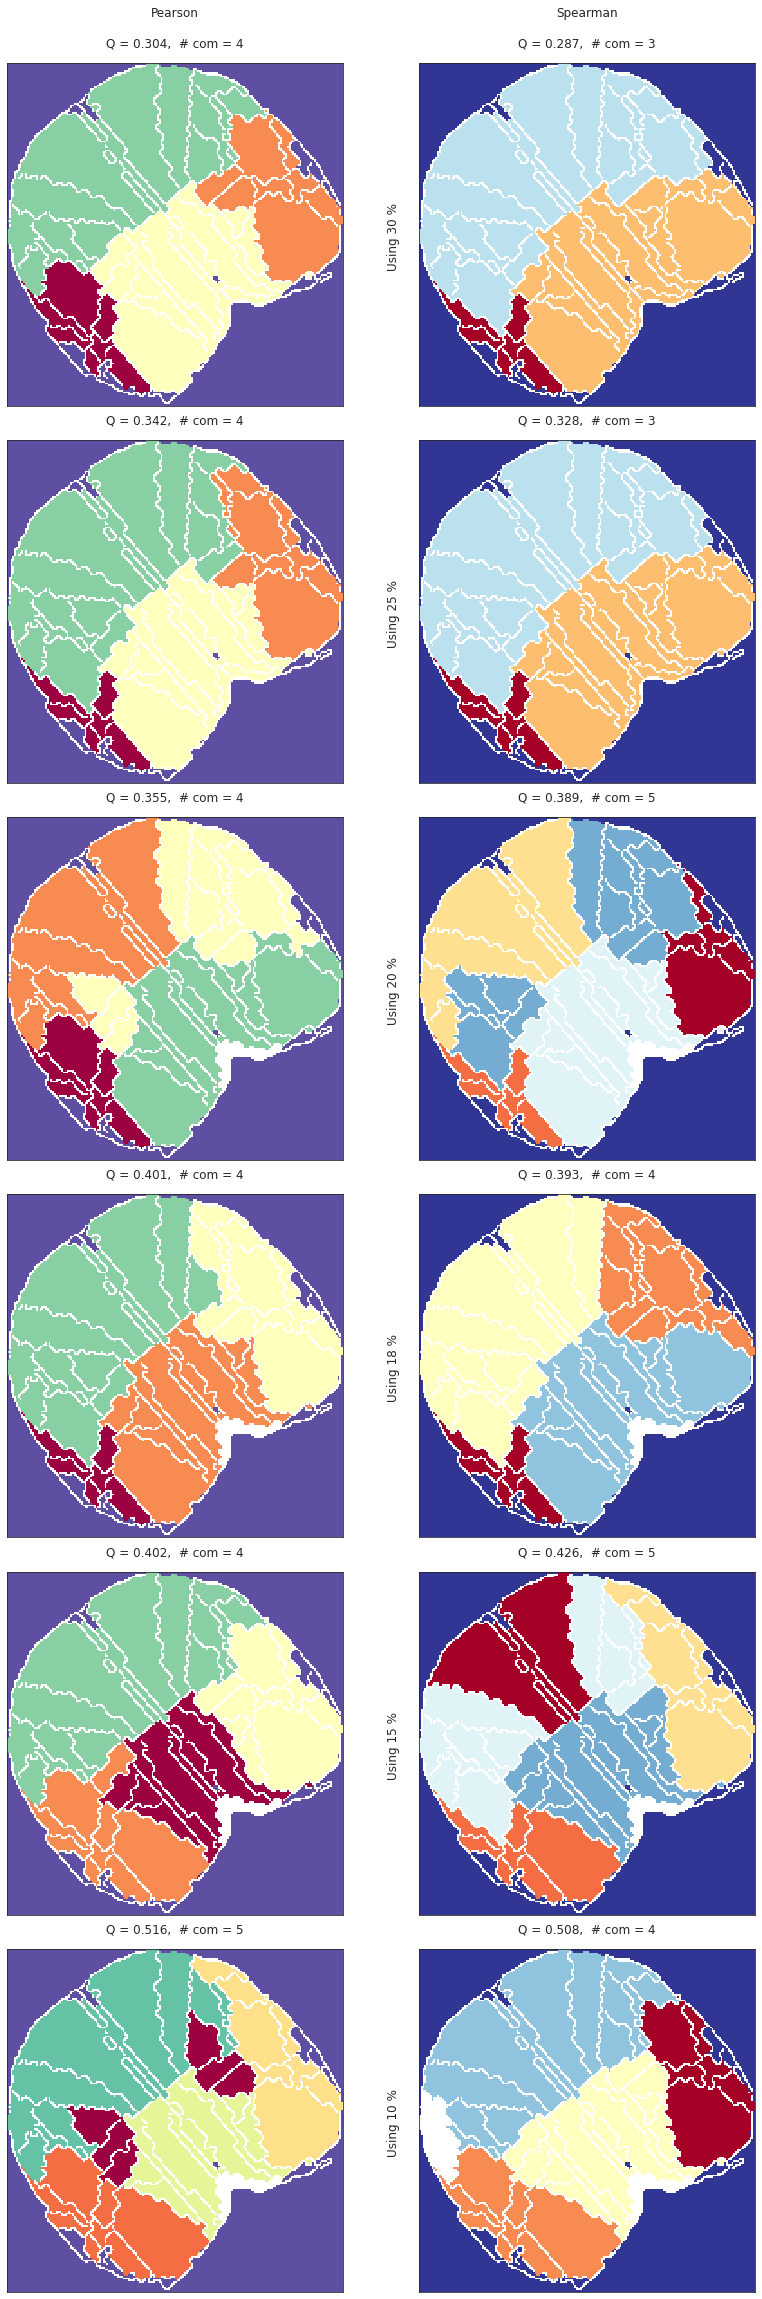 Pearson
Spearman
Q = 0.304,  # com = 4
Q = 0.287,  # com = 3
Using 30 %
Q = 0.342,  # com = 4
Q = 0.328,  # com = 3
Using 25 %
Q = 0.355,  # com = 4
Q = 0.389,  # com = 5
Using 20 %
Q = 0.401,  # com = 4
Q = 0.393,  # com = 4
Using 18 %
Q = 0.402,  # com = 4
Q = 0.426,  # com = 5
Using 15 %
Q = 0.516,  # com = 5
Q = 0.508,  # com = 4
Using 10 %